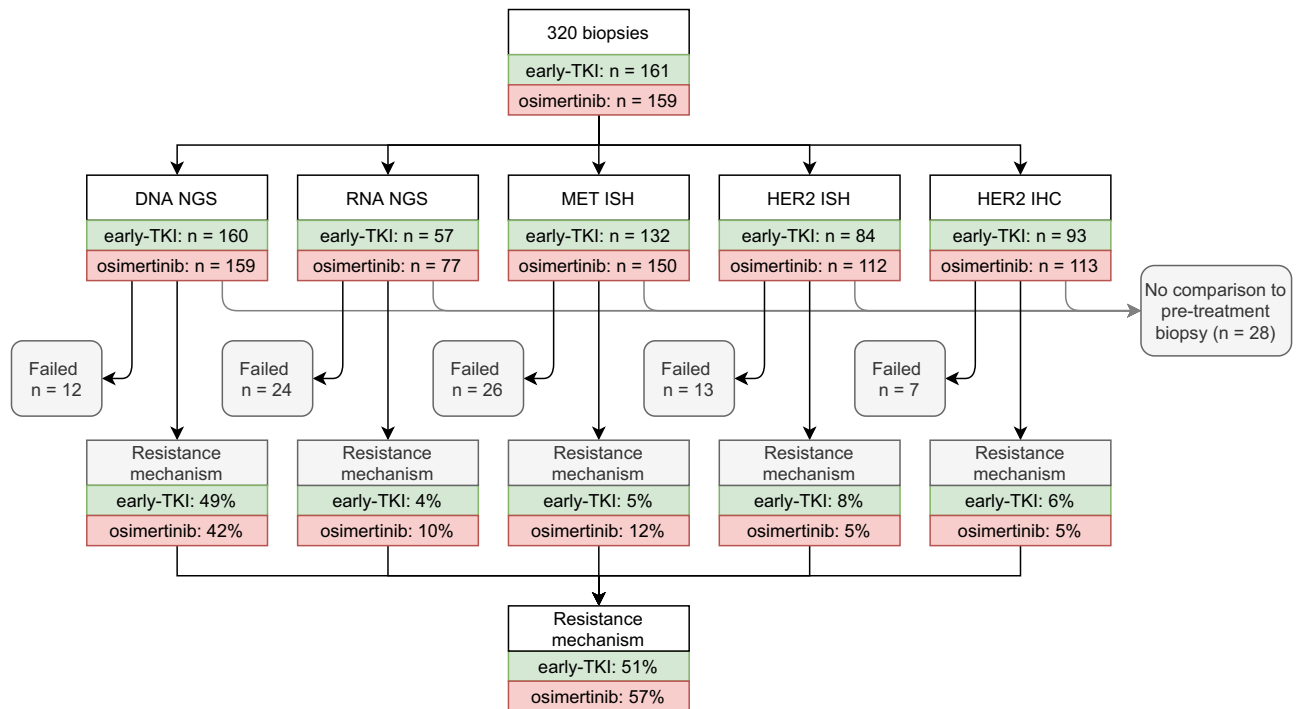 320 biopsies
early-TKI: n = 161
osimertinib: n = 159
DNA NGS
early-TKI: n = 160
osimertinib: n = 159
RNA NGS
early-TKI: n = 57
osimertinib: n = 77
MET ISH
early-TKI: n = 132
osimertinib: n = 150
HER2 ISH
early-TKI: n = 84
osimertinib: n = 112
HER2 IHC
early-TKI: n = 93
osimertinib: n = 113
No comparison to
pre-treatment
biopsy (n = 28)
Failed
n = 12
Failed
n = 24
Failed
n = 26
Failed
n = 13
Failed
n = 7
Resistance
mechanism
early-TKI: 49%
osimertinib: 42%
Resistance
mechanism
early-TKI: 4%
osimertinib: 10%
Resistance
mechanism
early-TKI: 5%
osimertinib: 12%
Resistance
mechanism
early-TKI: 8%
osimertinib: 5%
Resistance
mechanism
early-TKI: 6%
osimertinib: 5%
Resistance
mechanism
early-TKI: 51%
osimertinib: 57%